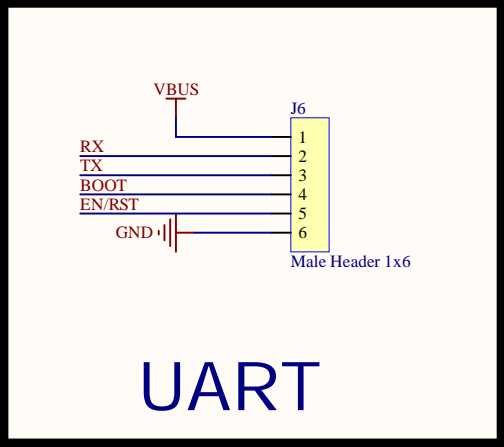 VBUS
J6
1
RX 2
TX 3
BOOT 4
EN/RST 5
GND 6
Male Header 1x6
UART